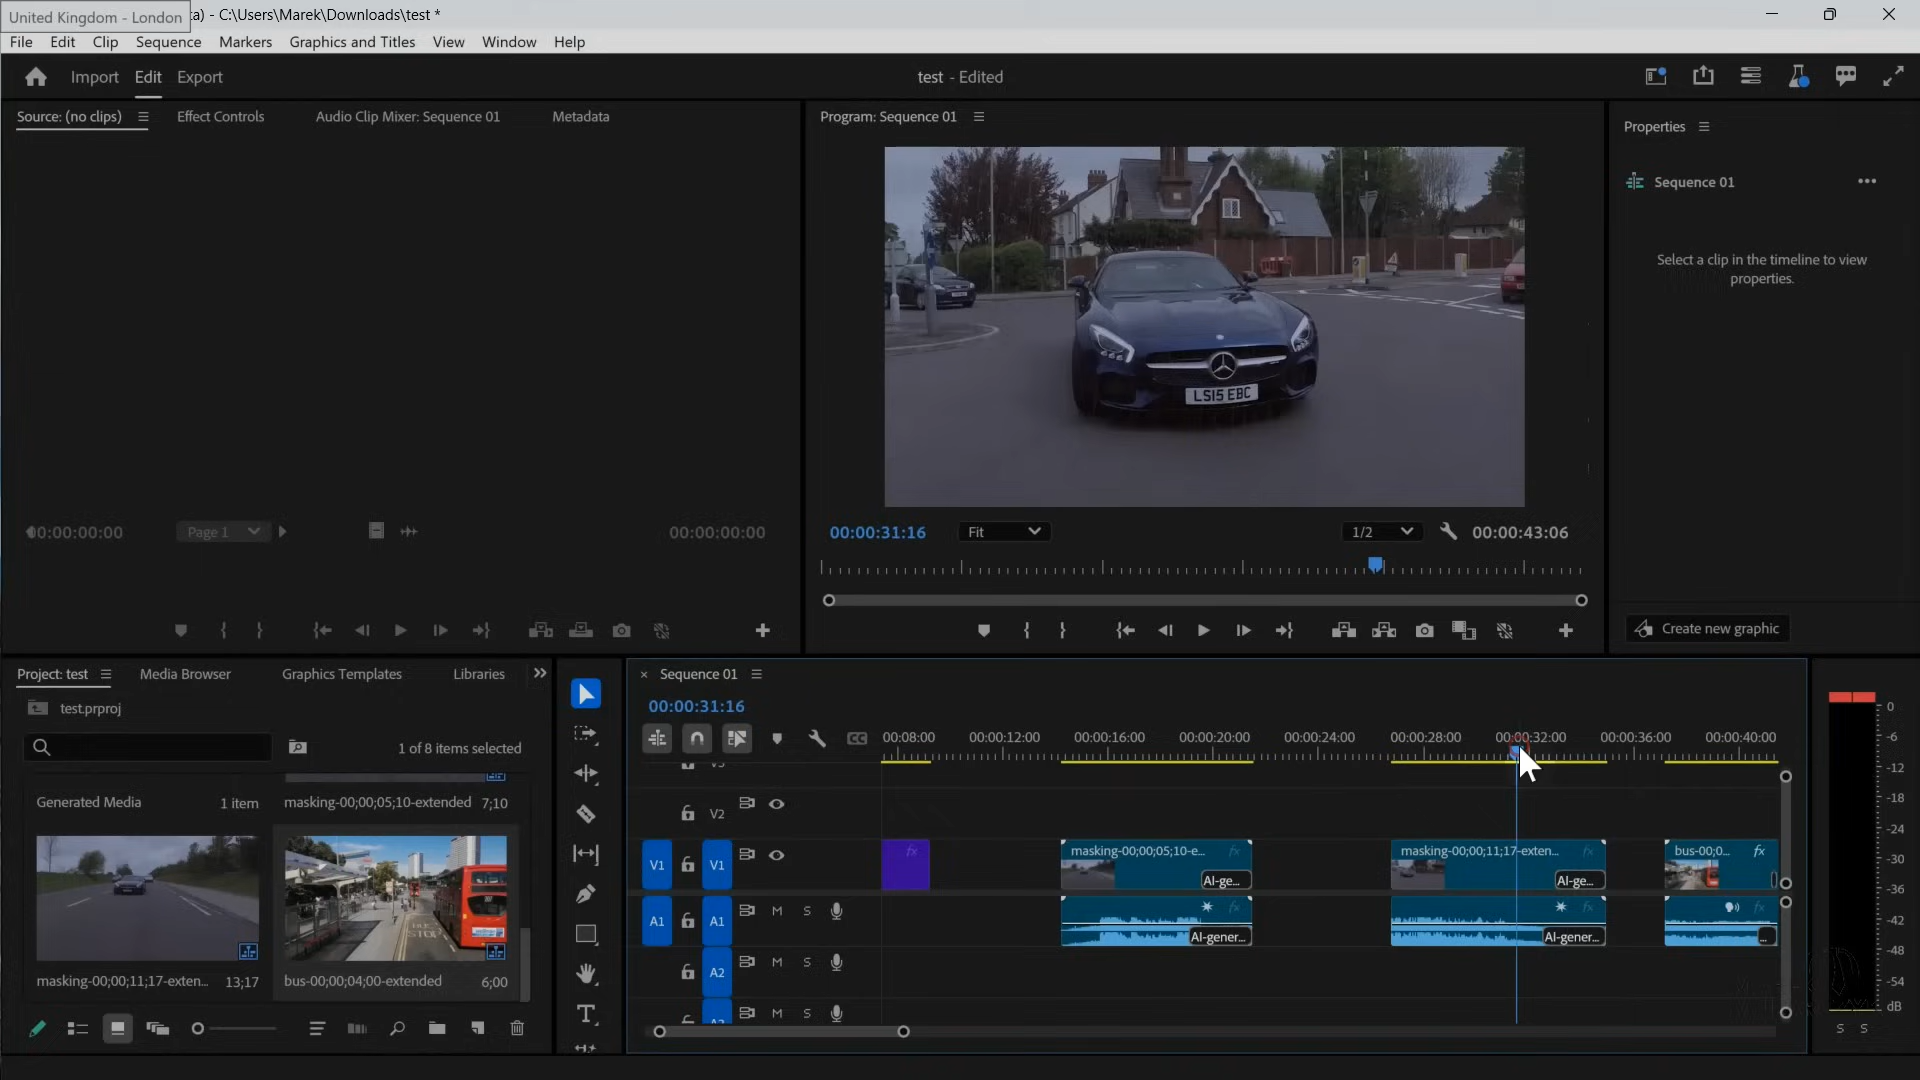 United Kingdom - London
ta) - C:\Users\Marek\Downloads\test *
File Edit Clip Sequence Markers Graphics and Titles View Window Help
Import Edit Export
test - Edited
Source: (no clips) Effect Controls Audio Clip Mixer: Sequence 01 Metadata
Program: Sequence 01
Properties
Sequence 01
Select a clip in the timeline to view
properties.
LS15 EBC
00:00:00:00 Page 1 00:00:00:00
00:00:31:16 Fit 1/2 00:00:43:06
Create new graphic
Project: test Media Browser Graphics Templates Libraries
test.prproj
1 of 8 items selected
Generated Media 1 item
masking-00;00;05;10-extended 7;10
masking-00;00;11;17-exten... 13;17
bus-00;00;04;00-extended 6;00
Sequence 01
00:00:31:16
CC
00:08:00 00:00:12:00 00:00:16:00 00:00:20:00 00:00:24:00 00:00:28:00 00:00:32:00 00:00:36:00 00:00:40:00
V3
V2
V1 V1
fx
masking-00;00;05;10-e... fx
AI-ge...
masking-00;00;11;17-exten... fx
AI-ge...
bus-00;0... fx
A1 A1 M S
fx
AI-gener...
fx
AI-gener...
fx
...
A2 M S
M S
0
-6
-12
-18
-24
-30
-36
-42
-48
-54
dB
S S